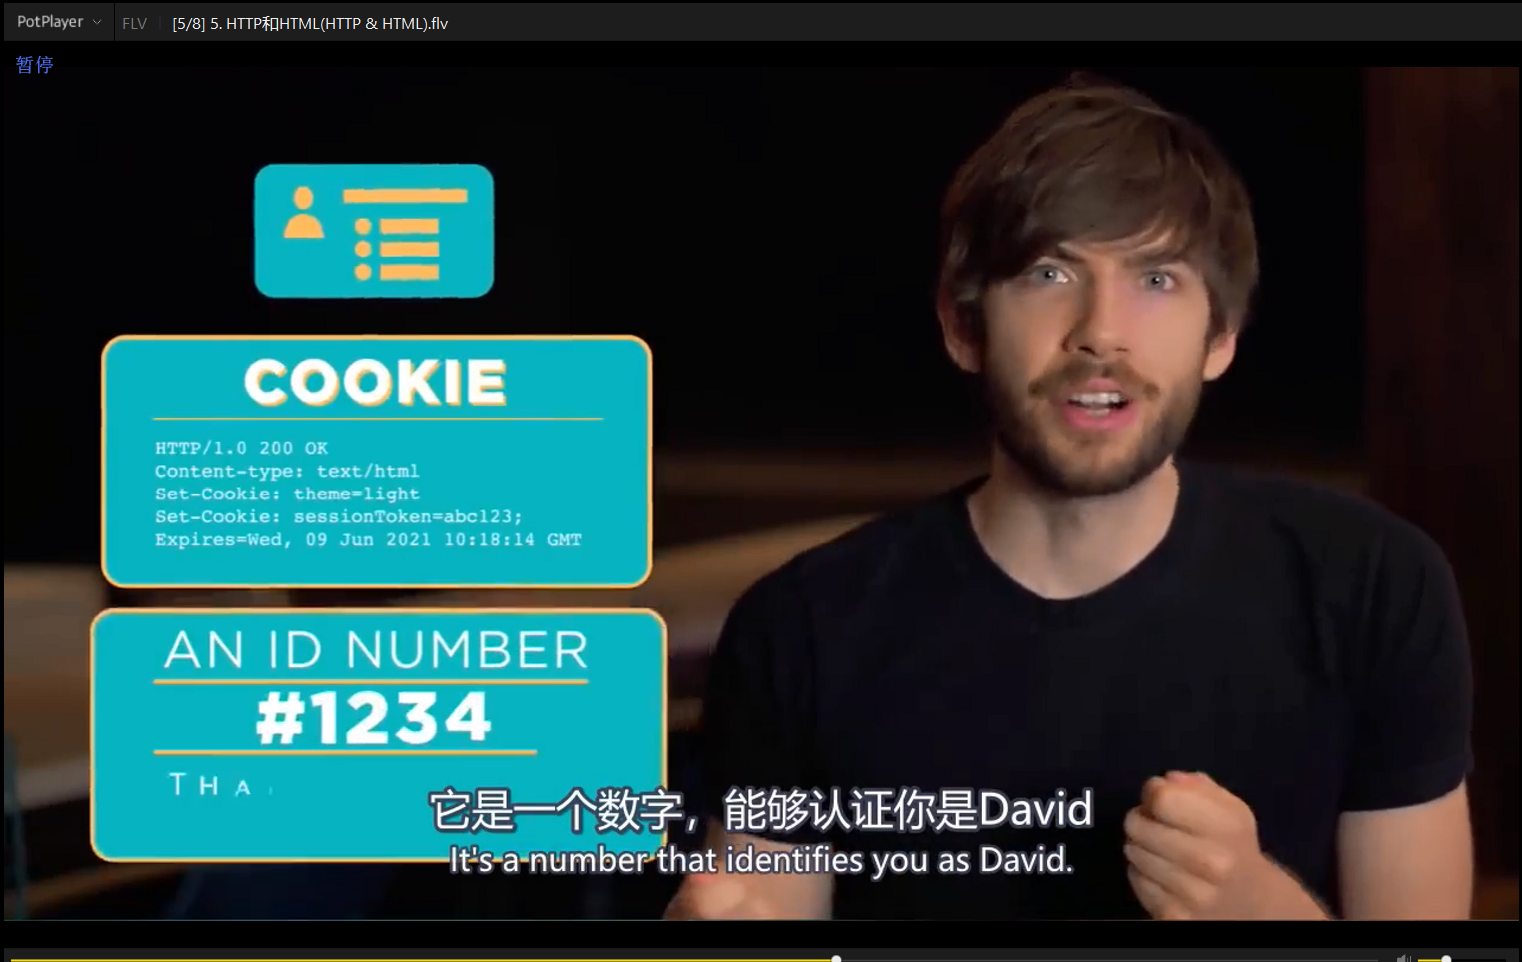 PotPlayer
FLV
[5/8] 5. HTTP和HTML(HTTP & HTML).flv
暂停
COOKIE
HTTP/1.0 200 OK
Content-type: text/html
Set-Cookie: theme=light
Set-Cookie: sessionToken=abc123;
Expires=Wed, 09 Jun 2021 10:18:14 GMT
AN ID NUMBER
#1234
THA
它是一个数字，能够认证你是David
It's a number that identifies you as David.